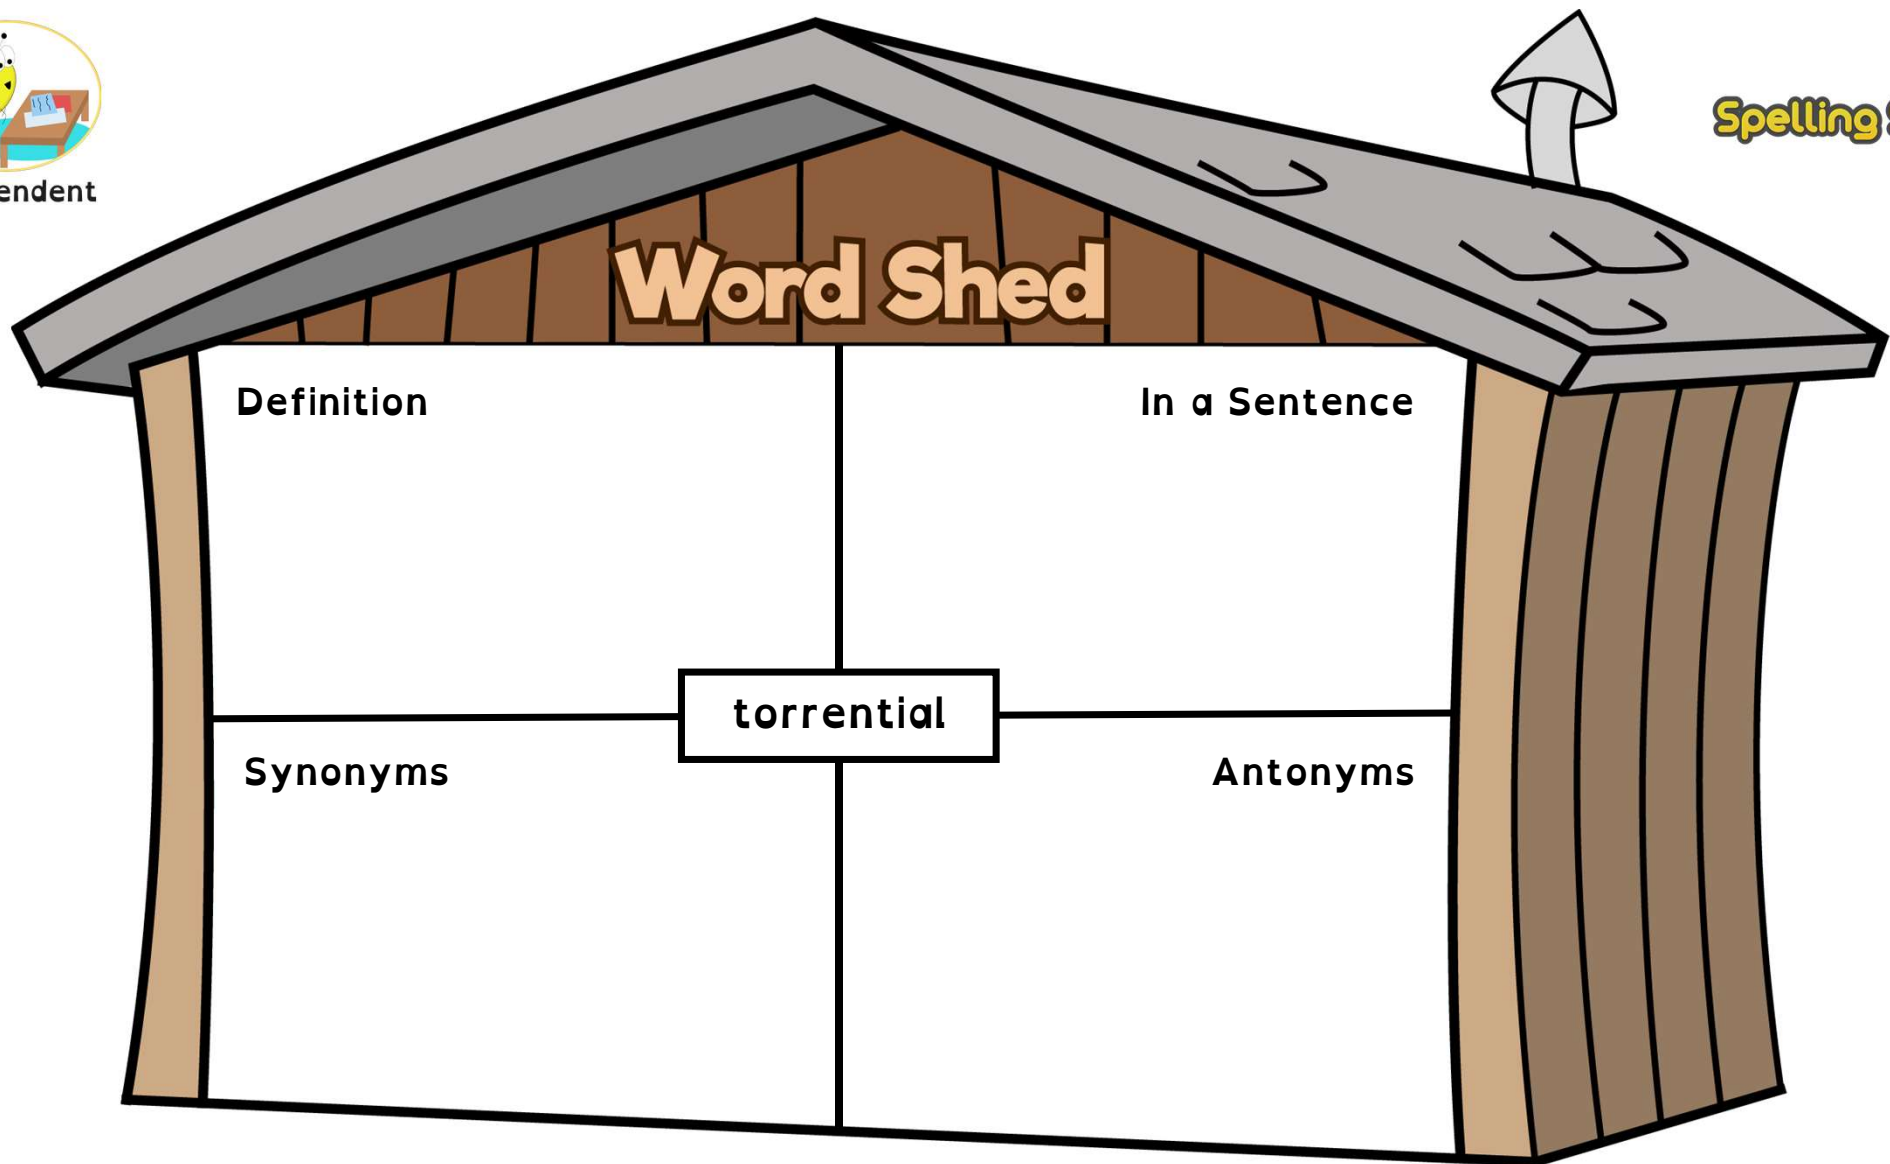 endent
Spelling
Word Shed
Definition
In a Sentence
torrential
Synonyms
Antonyms